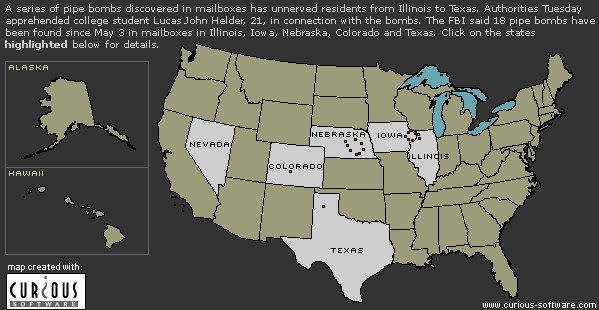 A series of pipe bombs discovered in mailboxes has unnerved residents from Illinois to Texas. Authorities Tuesday
apprehended college student Lucas John Helder, 21, in connection with the bombs. The FBI said 18 pipe bombs have
been found since May 3 in mailboxes in Illinois, Iowa, Nebraska, Colorado and Texas. Click on the states
highlighted below for details.
ALASKA
HAWAII
NEVADA
COLORADO
NEBRASKA
IOWA
ILLINOIS
TEXAS
map created with:
CURIOUS
SOFTWARE
www.curious-software.com